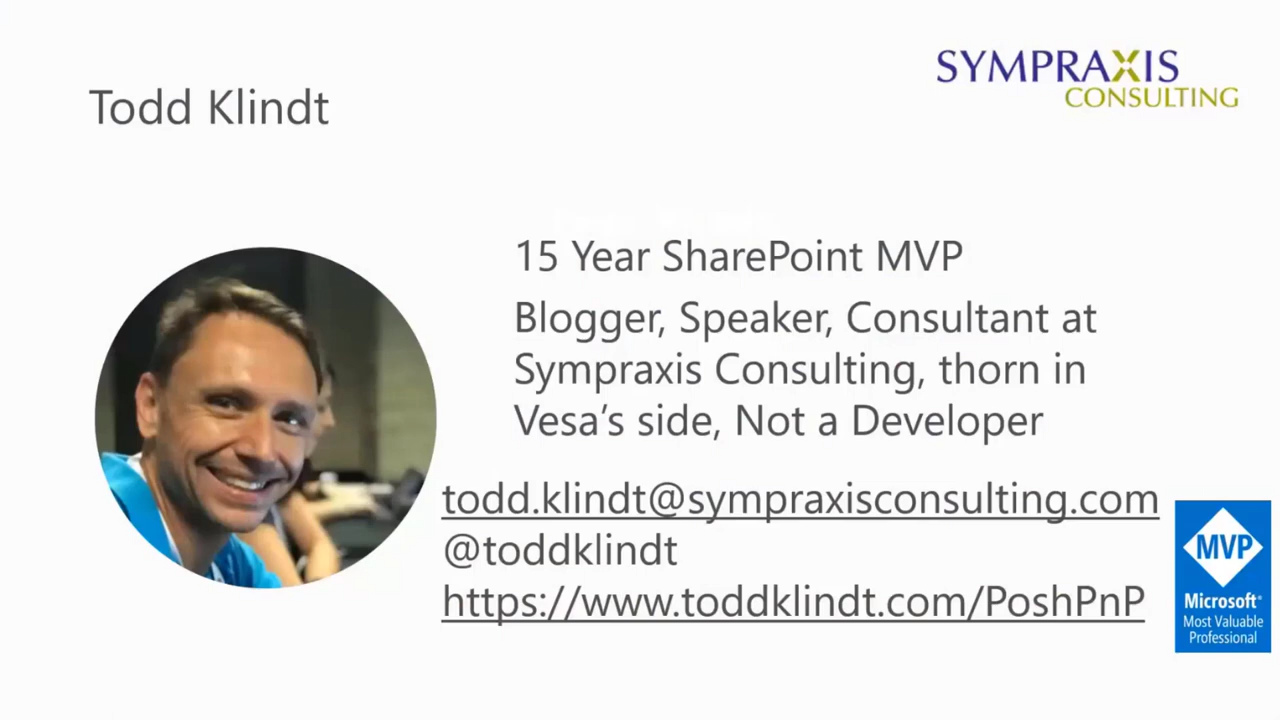 SYMPRAXIS
CONSULTING
Todd Klindt
15 Year SharePoint MVP
Blogger, Speaker, Consultant at
Sympraxis Consulting, thorn in
Vesa’s side, Not a Developer
todd.klindt@sympraxisconsulting.com
@toddklindt
https://www.toddklindt.com/PoshPnP
MVP
Microsoft®
Most Valuable
Professional